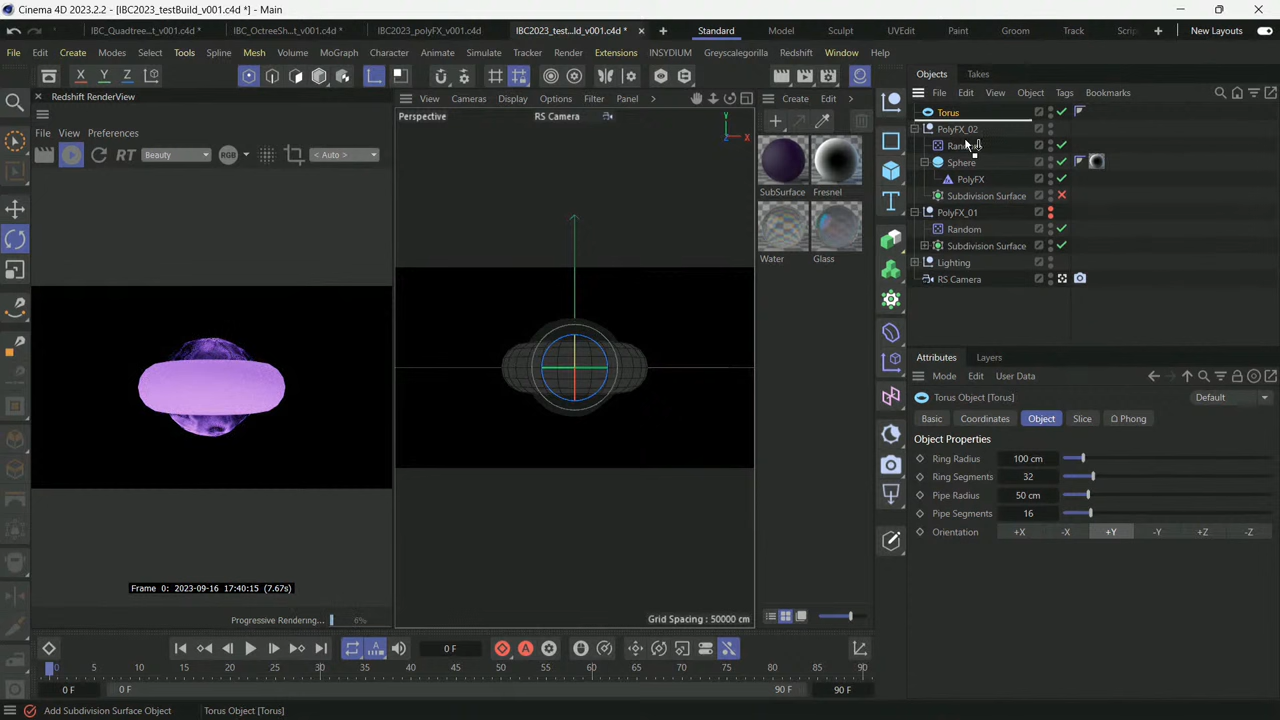 Cinema 4D 2023.2.2 - [IBC2023_testBuild_v001.c4d *] - Main
IBC_Quadtree...t_v001.c4d *
IBC_OctreeSh...t_v001.c4d *
IBC2023_polyFX_v001.c4d
IBC2023_test...ld_v001.c4d *
Standard
Model
Sculpt
UVEdit
Paint
Groom
Track
Script
New Layouts
File Edit Create Modes Select Tools Spline Mesh Volume MoGraph Character Animate Simulate Tracker Render Extensions INSYDIUM Greyscalegorilla Redshift Window Help
X Y Z
Objects Takes
Redshift RenderView
View Cameras Display Options Filter Panel
Create Edit
File Edit View Object Tags Bookmarks
Perspective
RS Camera
Y
X
File View Preferences
RT
Beauty
RGB
< Auto >
Torus
PolyFX_02
Sphere
PolyFX
Subdivision Surface
PolyFX_01
Random
Subdivision Surface
Lighting
RS Camera
SubSurface
Fresnel
Water
Glass
Attributes Layers
Mode Edit User Data
Torus Object [Torus]
Default
Basic Coordinates Object Slice Phong
Object Properties
Ring Radius 100 cm
Ring Segments 32
Pipe Radius 50 cm
Pipe Segments 16
Orientation +X -X +Y -Y +Z -Z
Frame 0: 2023-09-16 17:40:15 (7.67s)
Progressive Rendering... 6%
Grid Spacing : 50000 cm
0 F
0 5 10 15 20 25 30 35 40 45 50 55 60 65 70 75 80 85 90
0 F
0 F
90 F
90 F
Add Subdivision Surface Object
Torus Object [Torus]